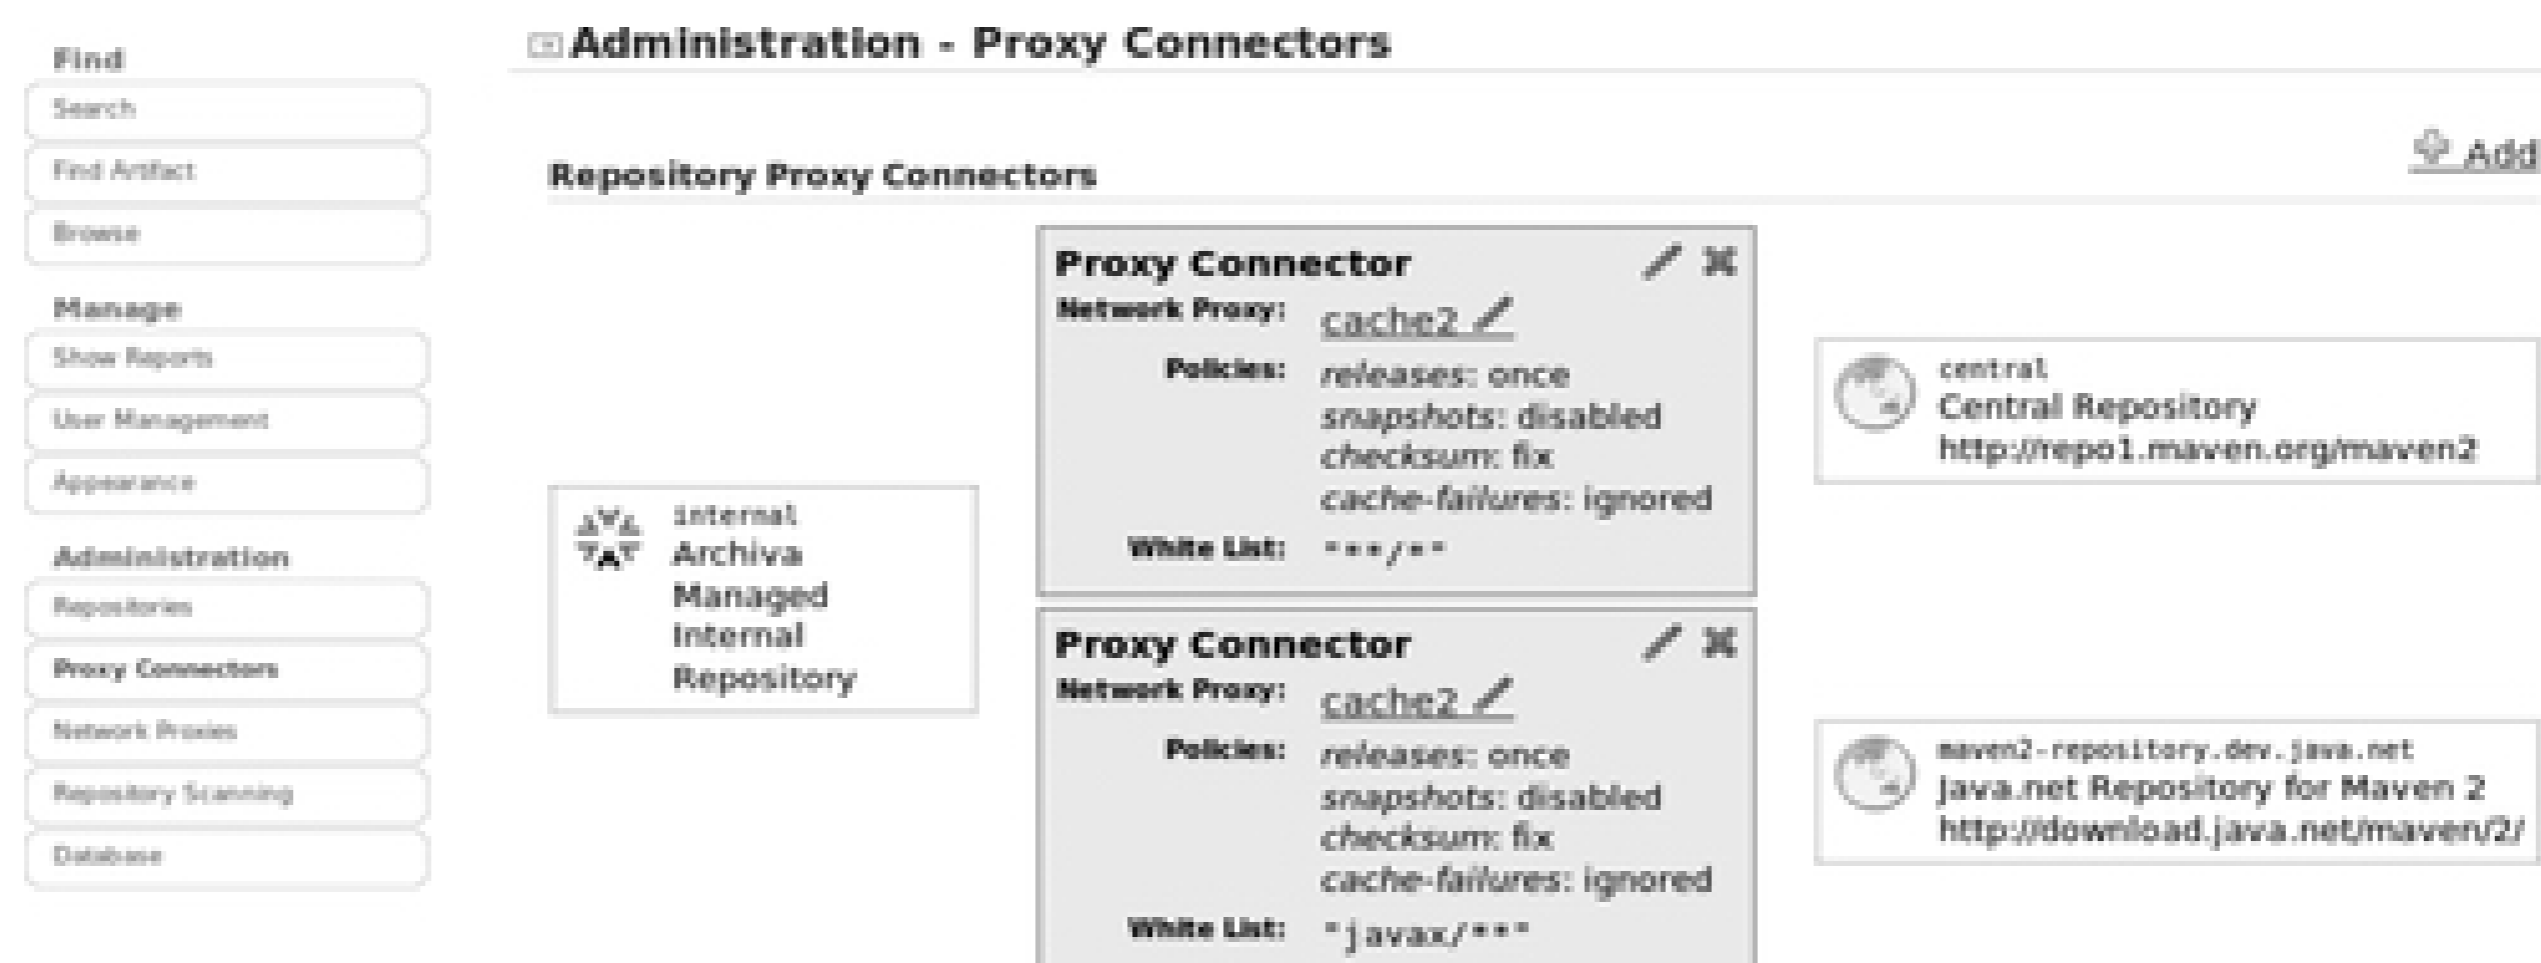 Find
Search
Find Artifact
Browse
Manage
Show Reports
User Management
Appearance
Administration
Repositories
Proxy Connectors
Network Proxies
Repository Scanning
Database
Administration - Proxy Connectors
Add
Repository Proxy Connectors
internal
Archiva
Managed
Internal
Repository
Proxy Connector
Network Proxy: cache2
Policies: releases: once
snapshots: disabled
checksum: fix
cache-failures: ignored
White List: "**/*"
central
Central Repository
http://repo1.maven.org/maven2
Proxy Connector
Network Proxy: cache2
Policies: releases: once
snapshots: disabled
checksum: fix
cache-failures: ignored
White List: "javax/**"
maven2-repository.dev.java.net
Java.net Repository for Maven 2
http://download.java.net/maven/2/